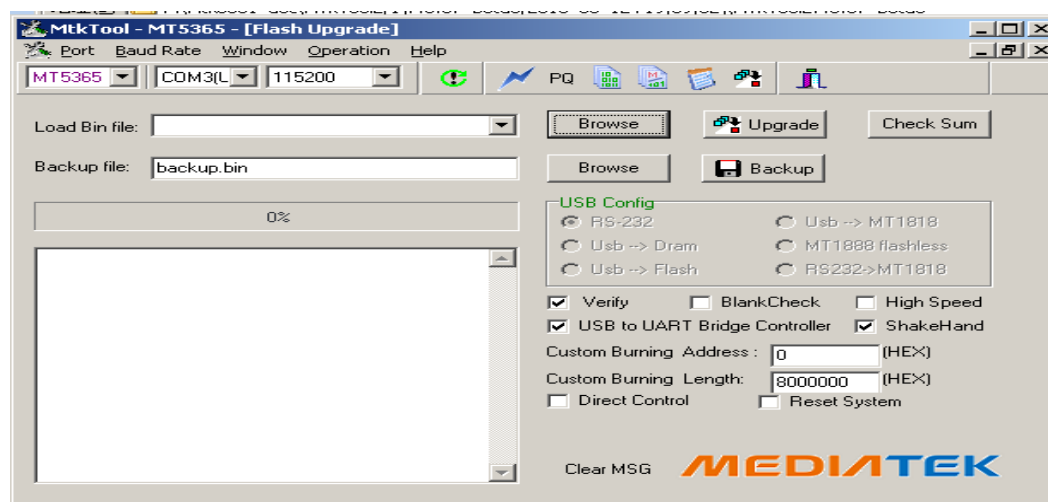 MtkTool - MT5365 - [Flash Upgrade]
Port Baud Rate Window Operation Help
MT5365 COM3(L 115200 PQ
Load Bin file: Browse Upgrade Check Sum
Backup file: backup.bin Browse Backup
0%
USB Config
RS-232 Usb --> MT1818
Usb --> Dram MT1888 flashless
Usb --> Flash RS232->MT1818
Verify BlankCheck High Speed
USB to UART Bridge Controller ShakeHand
Custom Burning Address : 0 (HEX)
Custom Burning Length: 8000000 (HEX)
Direct Control Reset System
Clear MSG MEDIATEK